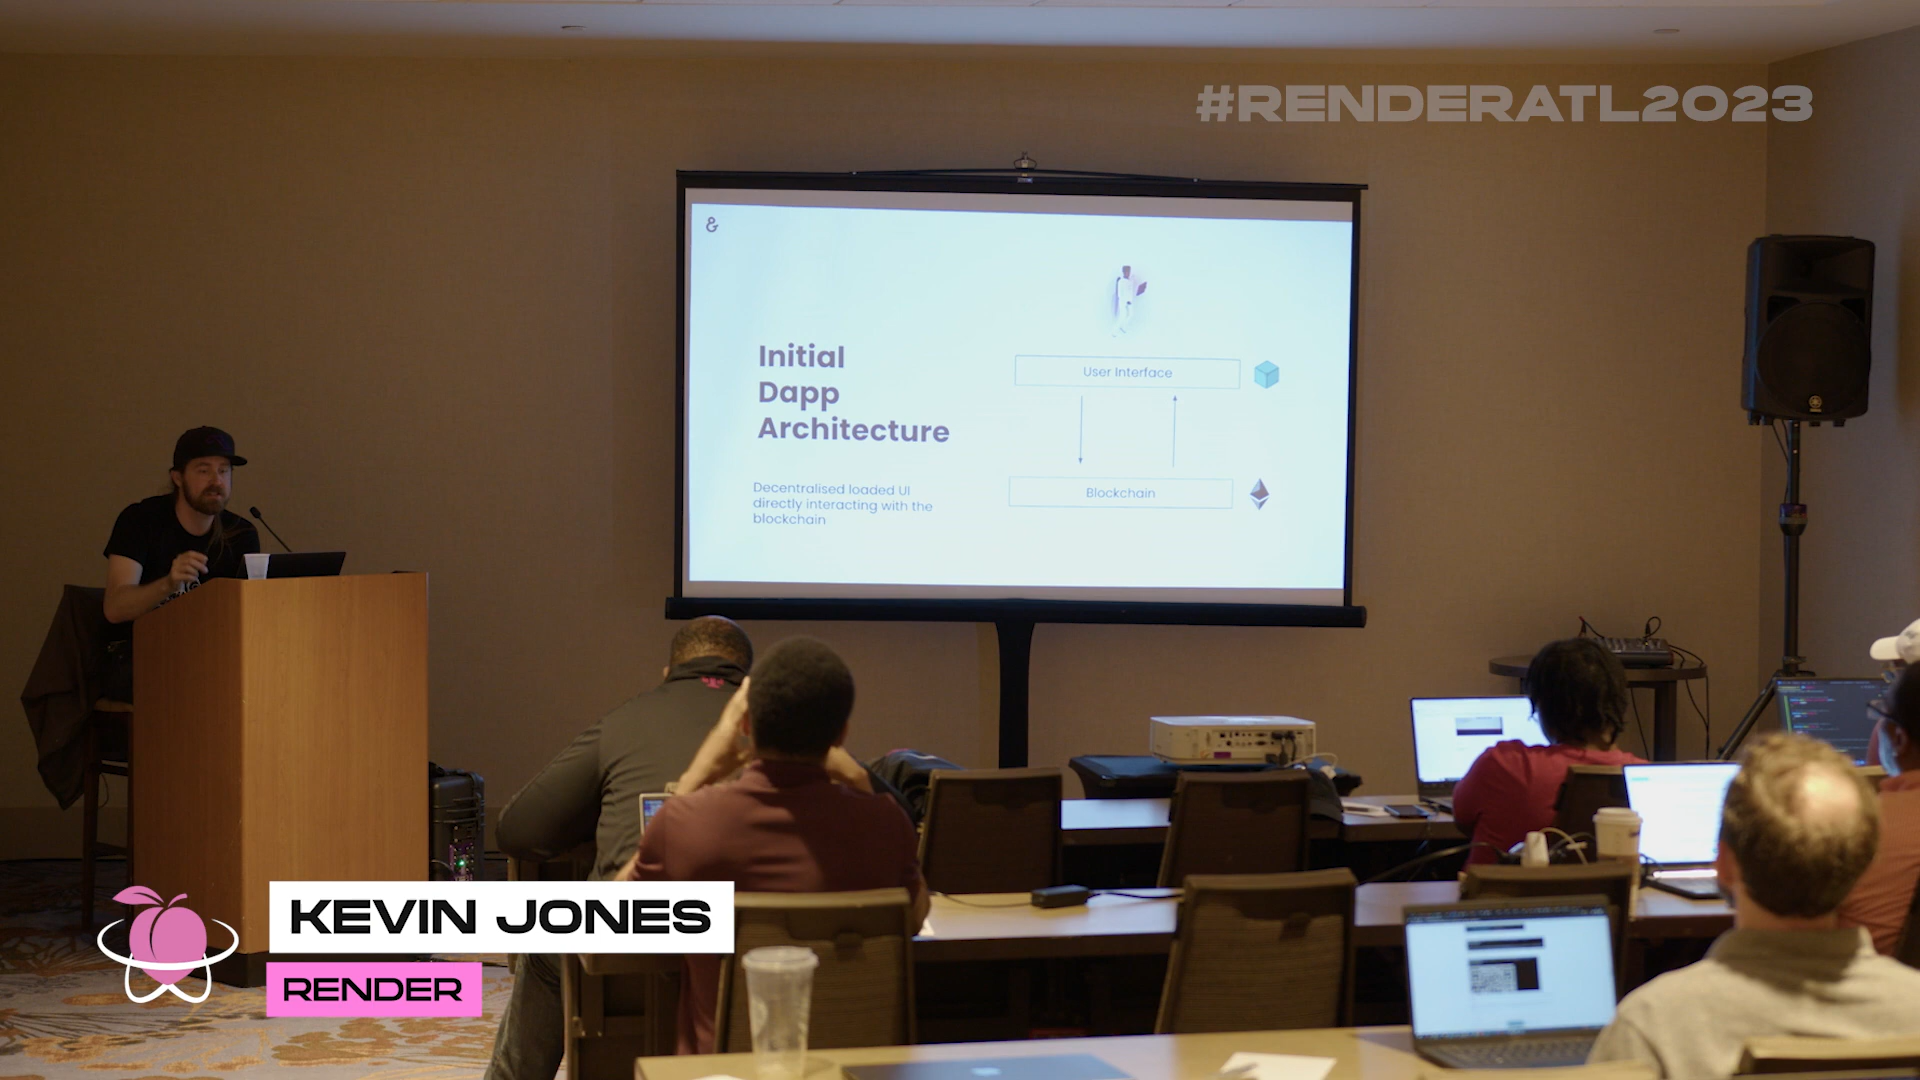 #RENDERATL2023
&
Initial
Dapp
Architecture
Decentralised loaded UI
directly interacting with the
blockchain
User Interface
Blockchain
KEVIN JONES
RENDER